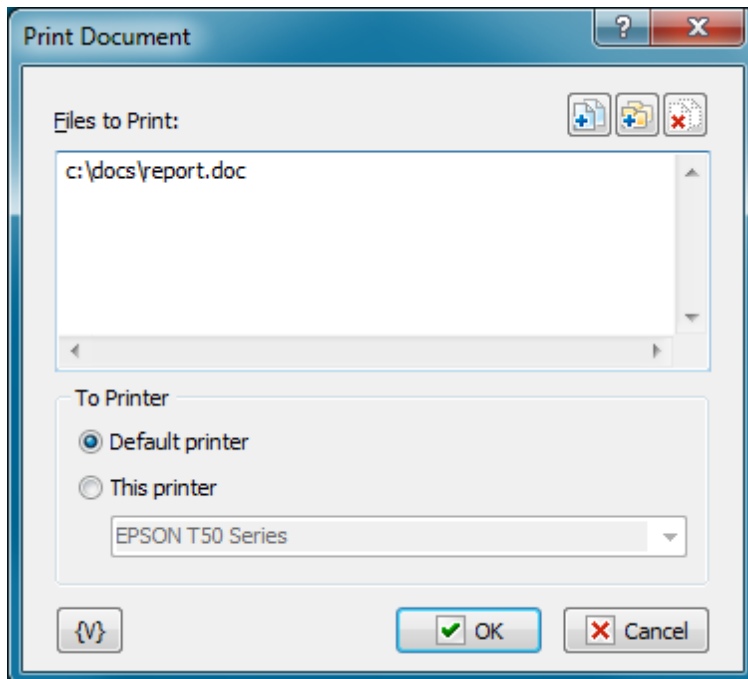 Print Document
?
Files to Print:
c:\docs\report.doc
To Printer
Default printer
This printer
EPSON T50 Series
{V}
OK
Cancel